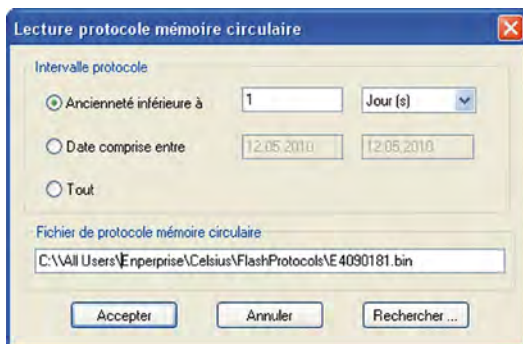 Lecture protocole mémoire circulaire
Intervalle protocole
Ancienneté inférieure à 1 Jour (s)
Date comprise entre 12.05.2010 12.05.2010
Tout
Fichier de protocole mémoire circulaire
C:\\All Users\Enperprise\Celsius\FlashProtocols\E4090181.bin
Accepter Annuler Rechercher ...